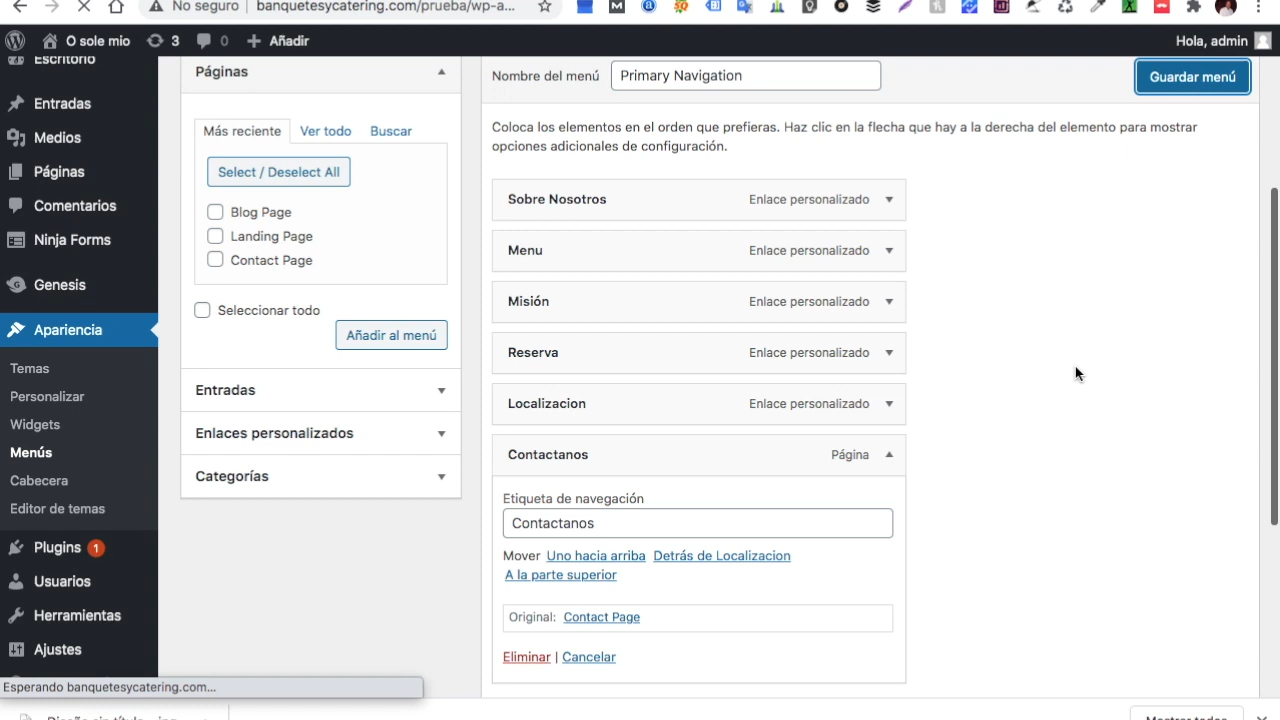 No seguro
banquetesycatering.com/prueba/wp-a...
O sole mio
3
0
Añadir
Hola, admin
Escritorio
Entradas
Medios
Páginas
Comentarios
Ninja Forms
Genesis
Apariencia
Temas
Personalizar
Widgets
Menús
Cabecera
Editor de temas
Plugins 1
Usuarios
Herramientas
Ajustes
Páginas
Más reciente
Ver todo
Buscar
Select / Deselect All
Blog Page
Landing Page
Contact Page
Seleccionar todo
Añadir al menú
Entradas
Enlaces personalizados
Categorías
Nombre del menú
Primary Navigation
Guardar menú
Coloca los elementos en el orden que prefieras. Haz clic en la flecha que hay a la derecha del elemento para mostrar
opciones adicionales de configuración.
Sobre Nosotros Enlace personalizado
Menu Enlace personalizado
Misión Enlace personalizado
Reserva Enlace personalizado
Localizacion Enlace personalizado
Contactanos Página
Etiqueta de navegación
Contactanos
Mover Uno hacia arriba Detrás de Localizacion
A la parte superior
Original: Contact Page
Eliminar | Cancelar
Esperando banquetesycatering.com...
Diseño sin título
Mostrar todos